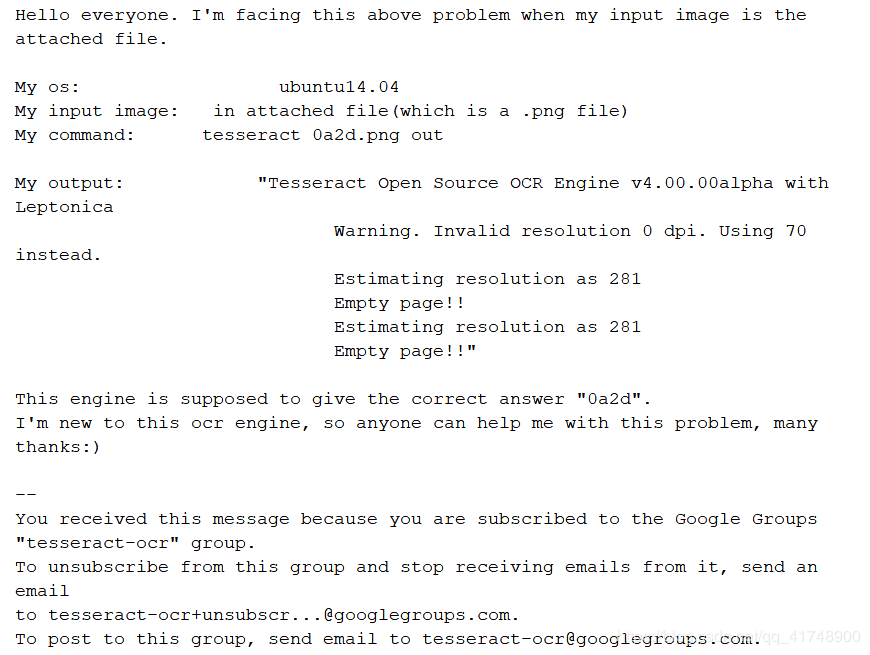 Hello everyone. I'm facing this above problem when my input image is the
attached file.
My os: ubuntu14.04
My input image: in attached file(which is a .png file)
My command: tesseract 0a2d.png out
My output: "Tesseract Open Source OCR Engine v4.00.00alpha with
Leptonica
Warning. Invalid resolution 0 dpi. Using 70
instead.
Estimating resolution as 281
Empty page!!
Estimating resolution as 281
Empty page!!"
This engine is supposed to give the correct answer "0a2d".
I'm new to this ocr engine, so anyone can help me with this problem, many
thanks:)
--
You received this message because you are subscribed to the Google Groups
"tesseract-ocr" group.
To unsubscribe from this group and stop receiving emails from it, send an
email
to tesseract-ocr+unsubscr...@googlegroups.com.
To post to this group, send email to tesseract-ocr@googlegroups.com.
qq_41748900